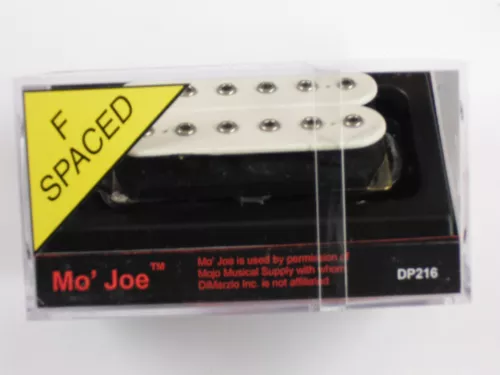 F
SPACED
Mo' Joe™
Mo' Joe is used by permission of
Mojo Musical Supply with whom
DiMarzio Inc. is not affiliated
DP216